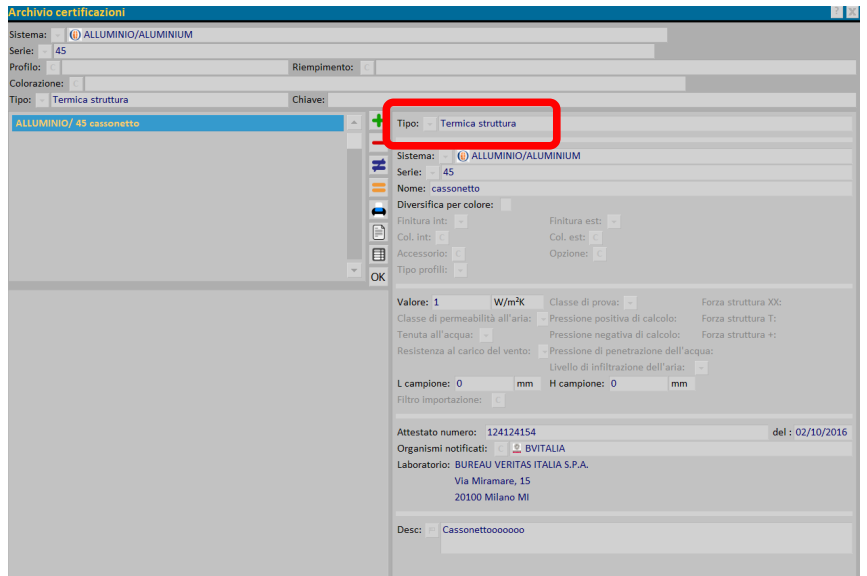 Archivio certificazioni ? X
Sistema: ALLUMINIO/ALUMINIUM
Serie: 45
Profilo: C Riempimento: C
Colorazione: C
Tipo: Termica struttura Chiave:
ALLUMINIO/ 45 cassonetto
OK
Tipo: Termica struttura
Sistema: ALLUMINIO/ALUMINIUM
Serie: 45
Nome: cassonetto
Diversifica per colore:
Finitura int: Finitura est:
Col. int: C Col. est: C
Accessorio: C Opzione: C
Tipo profili:
Valore: 1 W/m²K Classe di prova: Forza struttura XX:
Classe di permeabilità all'aria: Pressione positiva di calcolo: Forza struttura T:
Tenuta all'acqua: Pressione negativa di calcolo: Forza struttura +:
Resistenza al carico del vento: Pressione di penetrazione dell'acqua:
Livello di infiltrazione dell'aria:
L campione: 0 mm H campione: 0 mm
Filtro importazione: C
Attestato numero: 124124154 del : 02/10/2016
Organismi notificati: C BVITALIA
Laboratorio: BUREAU VERITAS ITALIA S.P.A.
Via Miramare, 15
20100 Milano MI
Desc: Cassonettooooooo